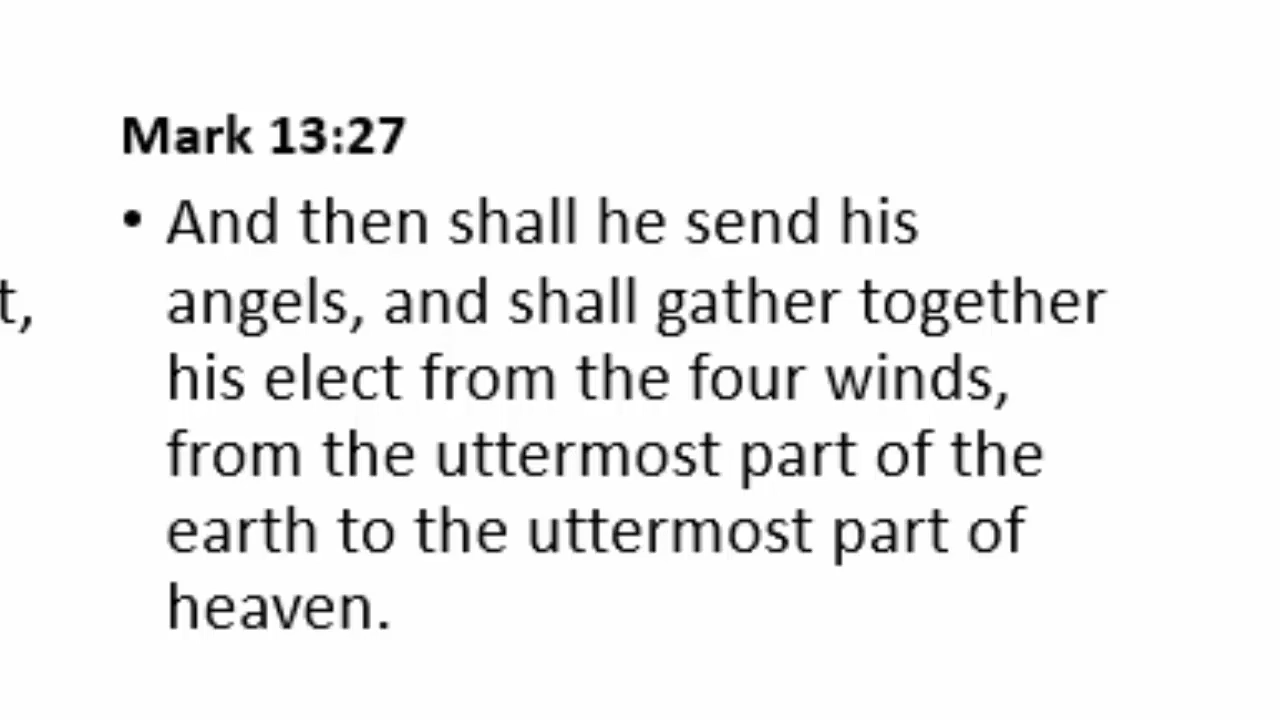 Mark 13:27
• And then shall he send his
t, angels, and shall gather together
his elect from the four winds,
from the uttermost part of the
earth to the uttermost part of
heaven.